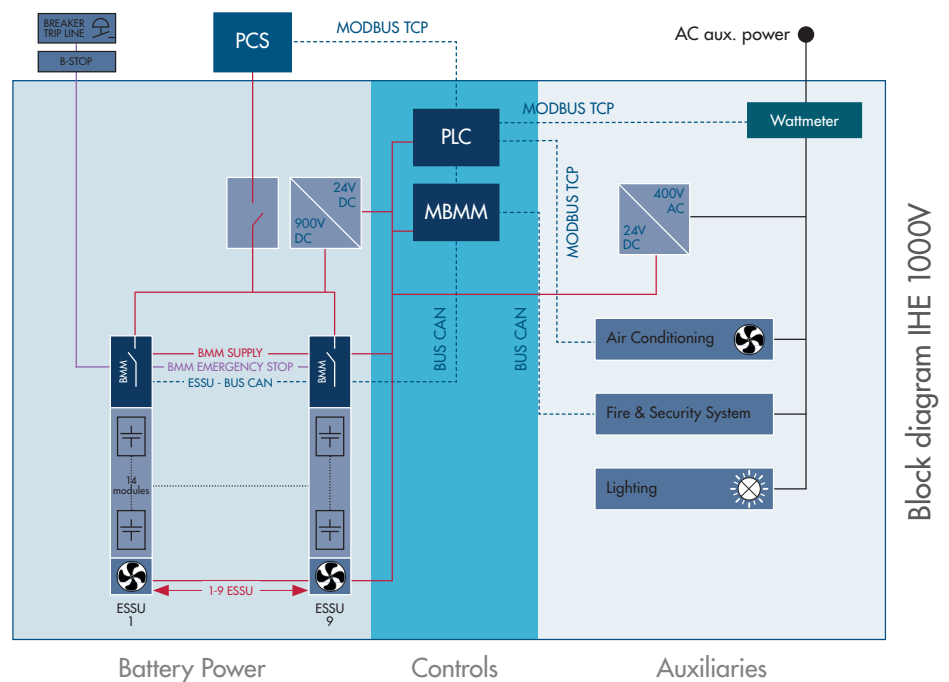 BREAKER
TRIP LINE
B-STOP
PCS
MODBUS TCP
AC aux. power
MODBUS TCP
Wattmeter
PLC
MBMM
MODBUS TCP
24V
DC
900V
DC
400V
AC
24V
DC
BUS CAN
BUS CAN
BMM
BMM SUPPLY
BMM EMERGENCY STOP
ESSU - BUS CAN
BMM
Air Conditioning
Fire & Security System
Lighting
14
modules
1-9 ESSU
ESSU
1
ESSU
9
Battery Power
Controls
Auxiliaries
Block diagram IHE 1000V